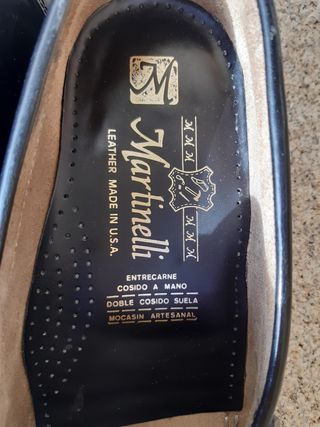 M
Martinelli
LEATHER MADE IN U.S.A.
ENTRECARNE
COSIDO A MANO
DOBLE COSIDO SUELA
MOCASIN ARTESANAL